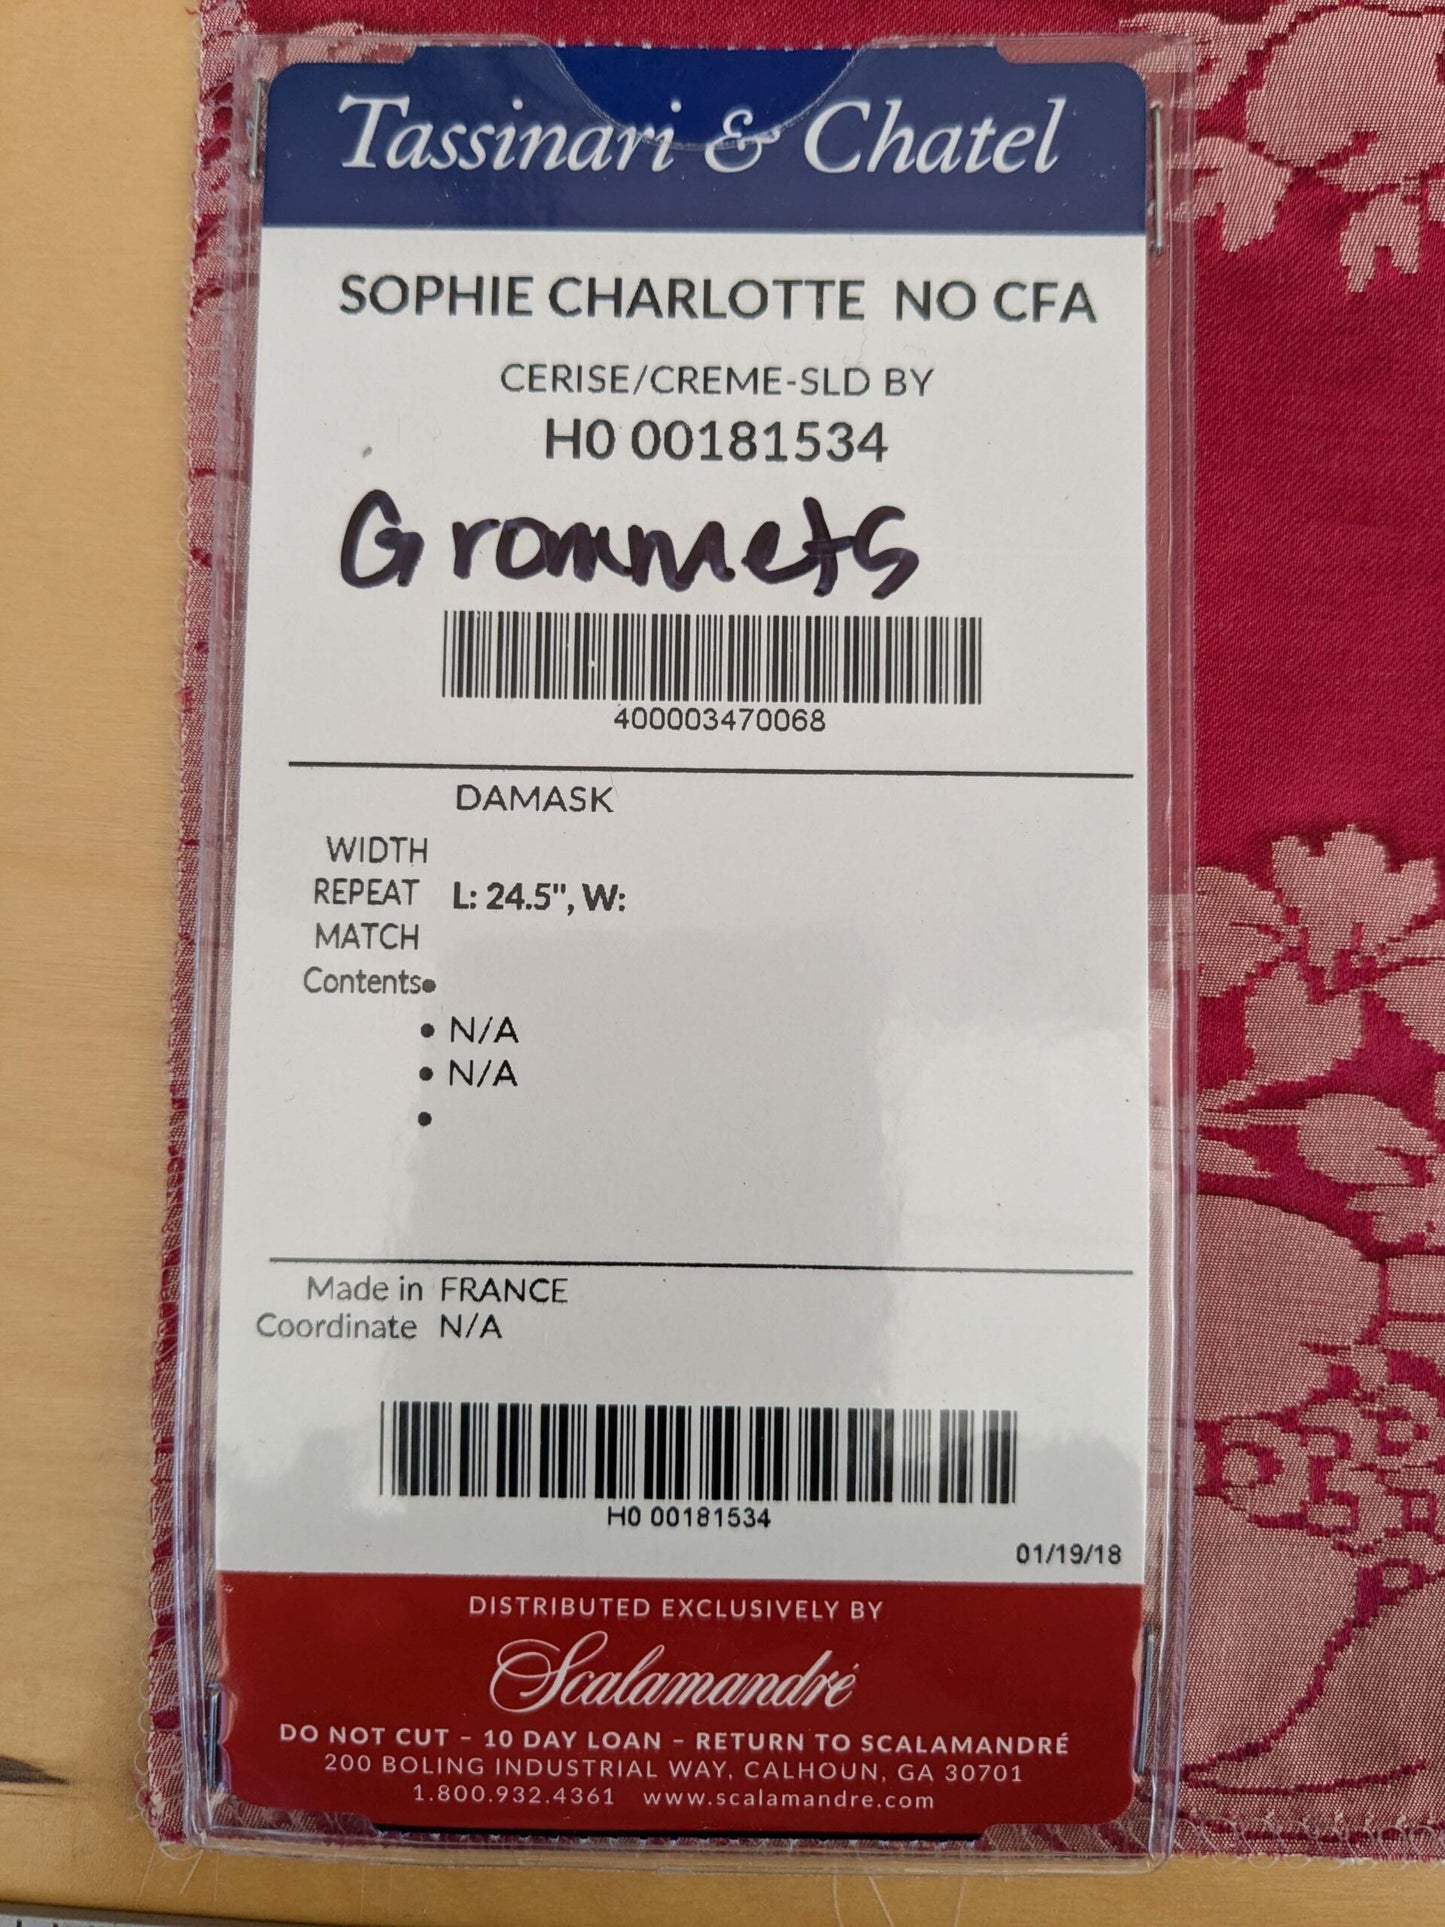 Tassinari & Chatel
SOPHIE CHARLOTTE NO CFA
CERISE/CREME-SLD BY
H0 00181534
Grommets
400003470068
DAMASK
WIDTH
REPEAT L: 24.5", W:
MATCH
Contents•
• N/A
• N/A
•
Made in FRANCE
Coordinate N/A
H0 00181534
01/19/18
DISTRIBUTED EXCLUSIVELY BY
Scalamandré
DO NOT CUT – 10 DAY LOAN – RETURN TO SCALAMANDRÉ
200 BOLING INDUSTRIAL WAY, CALHOUN, GA 30701
1.800.932.4361 www.scalamandre.com